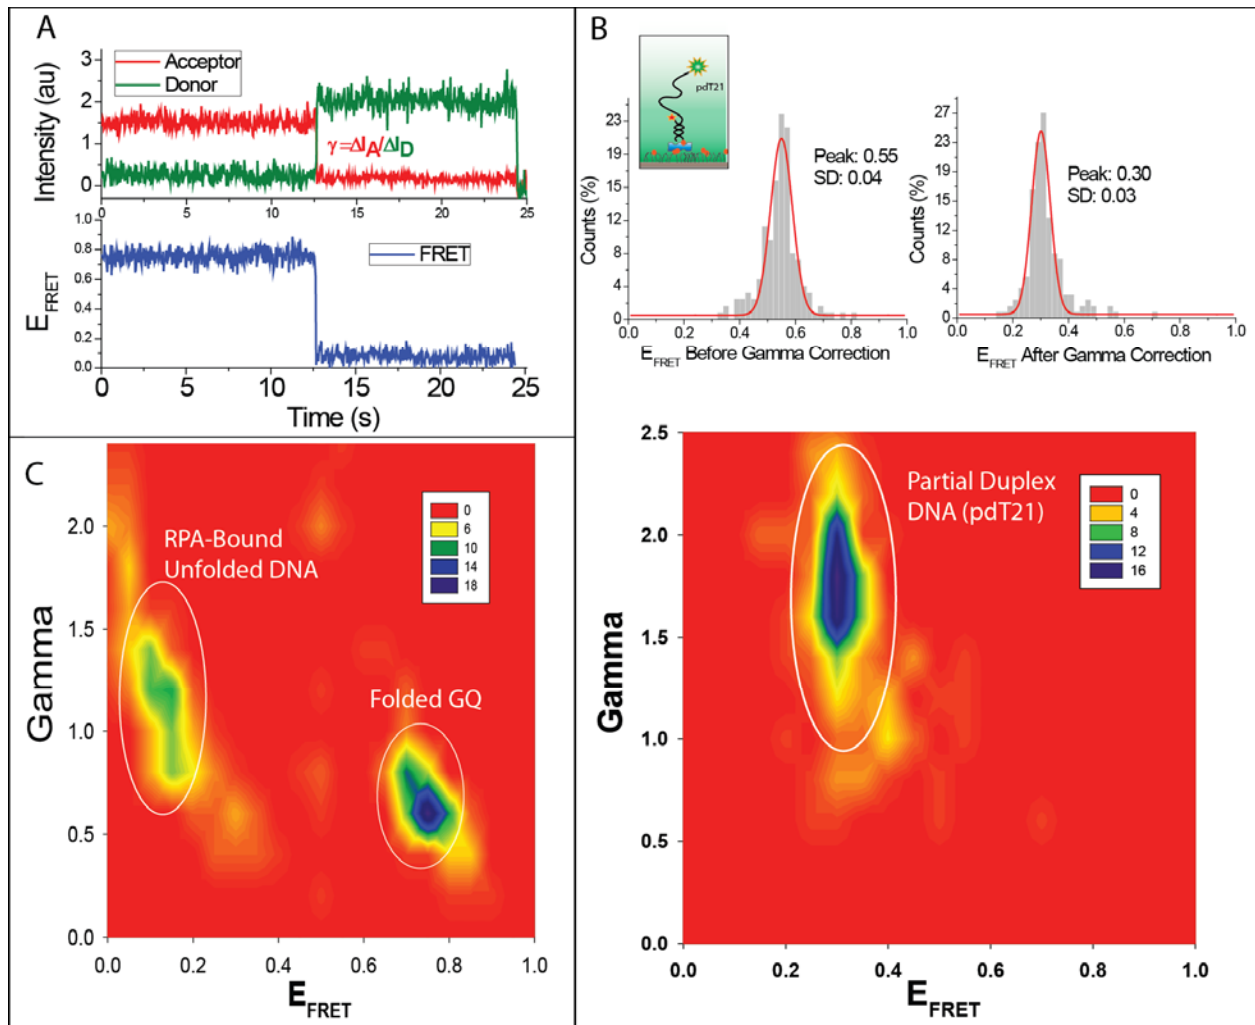 A
Intensity (au)
3
2
1
0
Acceptor
Donor
γ=ΔIA/ΔID
0 5 10 15 20 25
EFRET
1.0
0.8
0.6
0.4
0.2
0.0
FRET
0 5 10 15 20 25
Time (s)
B
pdT21
Counts (%)
27
23
19
15
12
8
4
0
Peak: 0.55
SD: 0.04
0.0 0.2 0.4 0.6 0.8 1.0
EFRET Before Gamma Correction
Counts (%)
27
23
18
14
9
5
0
Peak: 0.30
SD: 0.03
0.0 0.2 0.4 0.6 0.8 1.0
EFRET After Gamma Correction
C
Gamma
2.0
1.5
1.0
0.5
0.0
RPA-Bound
Unfolded DNA
Folded GQ
0
6
10
14
18
0.0 0.2 0.4 0.6 0.8 1.0
EFRET
Gamma
2.5
2.0
1.5
1.0
0.5
0.0
Partial Duplex
DNA (pdT21)
0
4
8
12
16
0.0 0.2 0.4 0.6 0.8 1.0
EFRET